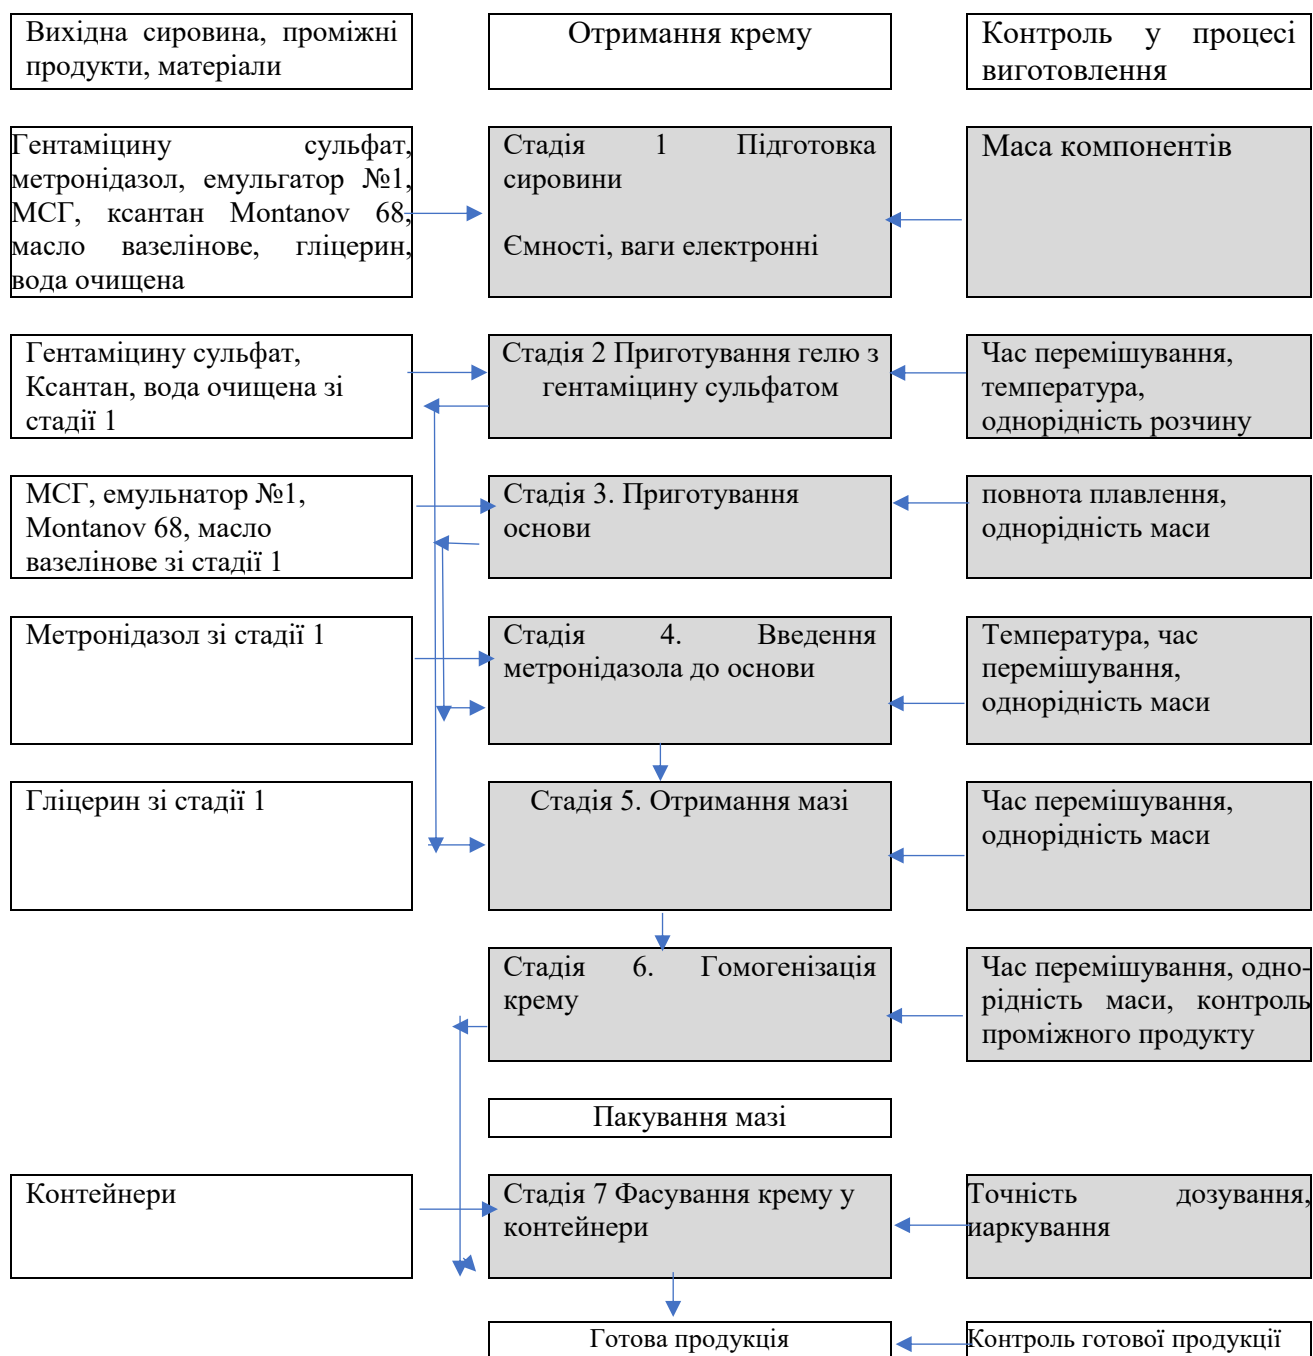 Вихідна сировина, проміжні
продукти, матеріали
Отримання крему
Контроль у процесі
виготовлення
Гентаміцину сульфат,
метронідазол, емульгатор №1,
МСГ, ксантан Montanov 68,
масло вазелінове, гліцерин,
вода очищена
Стадія 1 Підготовка
сировини
Ємності, ваги електронні
Маса компонентів
Гентаміцину сульфат,
Ксантан, вода очищена зі
стадії 1
Стадія 2 Приготування гелю з
гентаміцину сульфатом
Час перемішування,
температура,
однорідність розчину
МСГ, емульнатор №1,
Montanov 68, масло
вазелінове зі стадії 1
Стадія 3. Приготування
основи
повнота плавлення,
однорідність маси
Метронідазол зі стадії 1
Стадія 4. Введення
метронідазола до основи
Температура, час
перемішування,
однорідність маси
Гліцерин зі стадії 1
Стадія 5. Отримання мазі
Час перемішування,
однорідність маси
Стадія 6. Гомогенізація
крему
Час перемішування, одно-
рідність маси, контроль
проміжного продукту
Пакування мазі
Контейнери
Стадія 7 Фасування крему у
контейнери
Точність дозування,
иаркування
Готова продукція
Контроль готової продукції